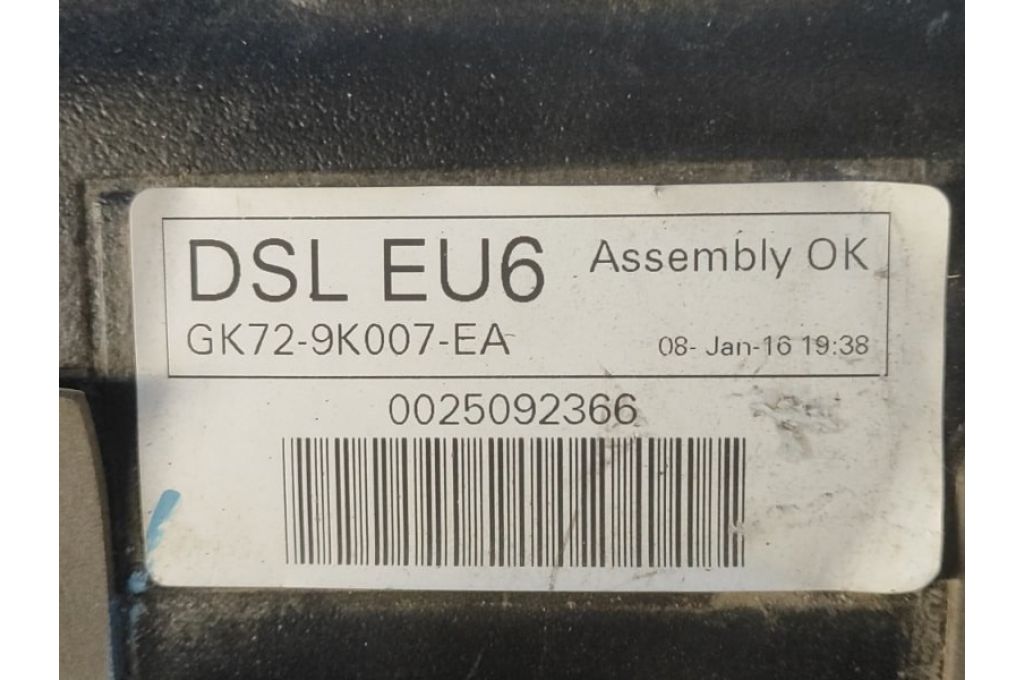 DSL EU6 Assembly OK
GK72-9K007-EA 08- Jan-16 19:38
0025092366